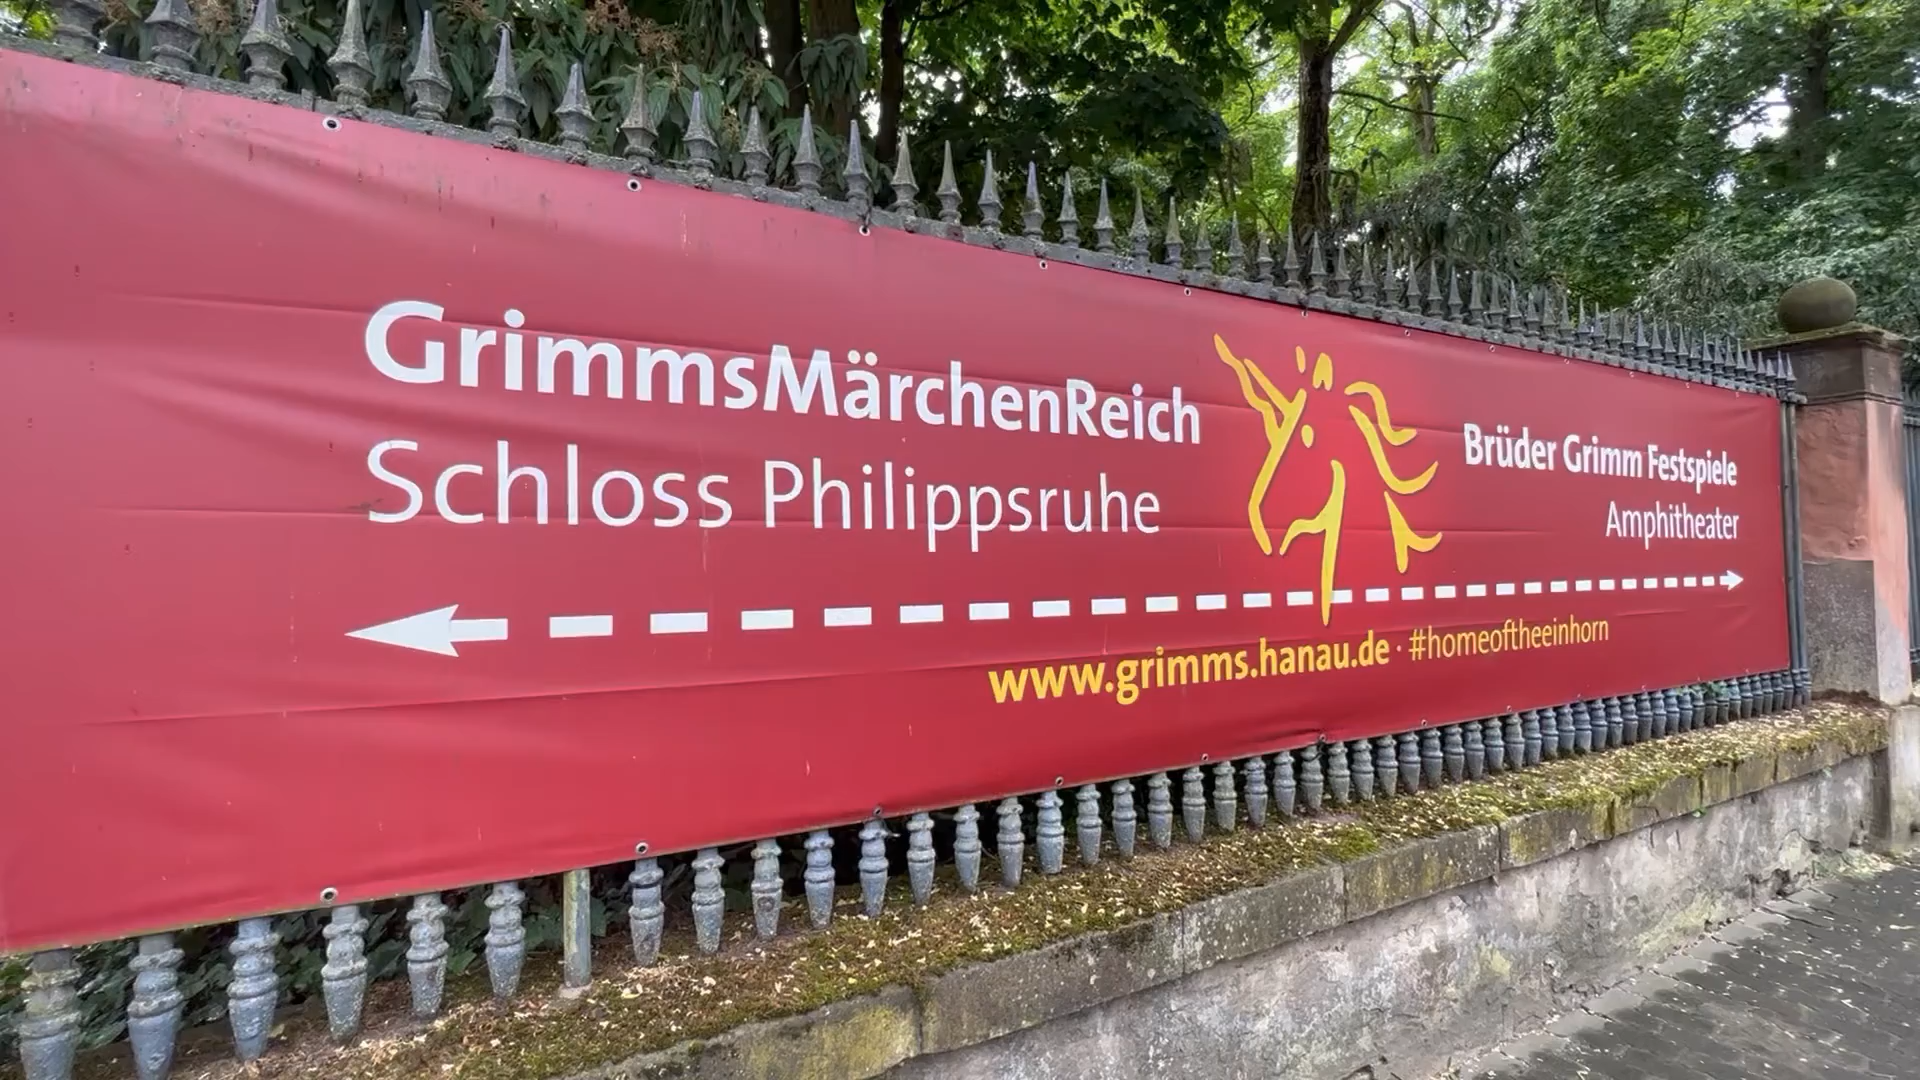 GrimmsMärchenReich
Schloss Philippsruhe
Brüder Grimm Festspiele
Amphitheater
www.grimms.hanau.de · #homeoftheeinhorn